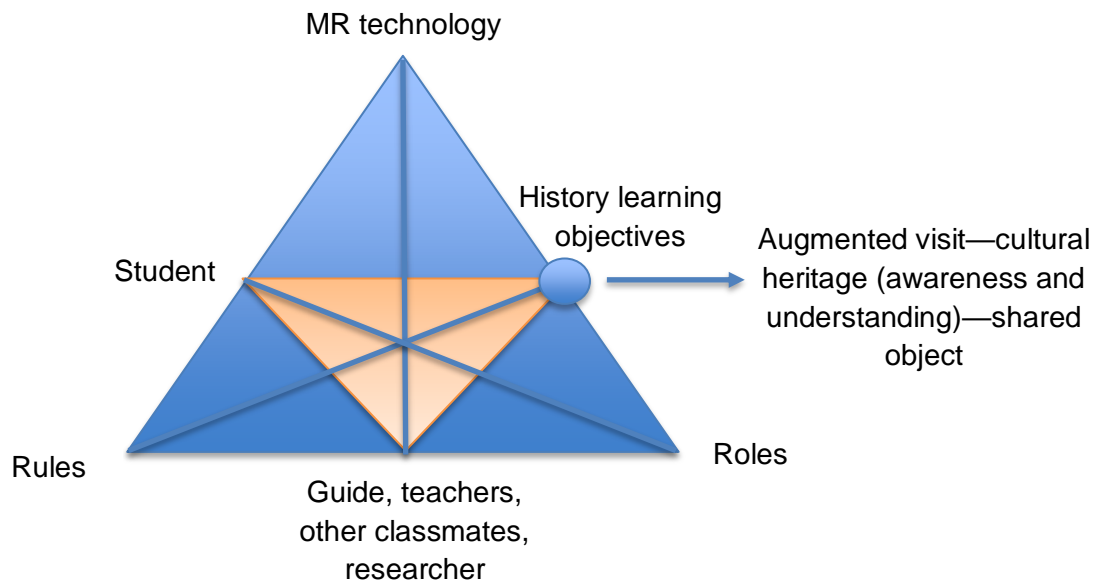 MR technology
History learning
objectives
Augmented visit—cultural
heritage (awareness and
understanding)—shared
object
Student
Rules
Roles
Guide, teachers,
other classmates,
researcher